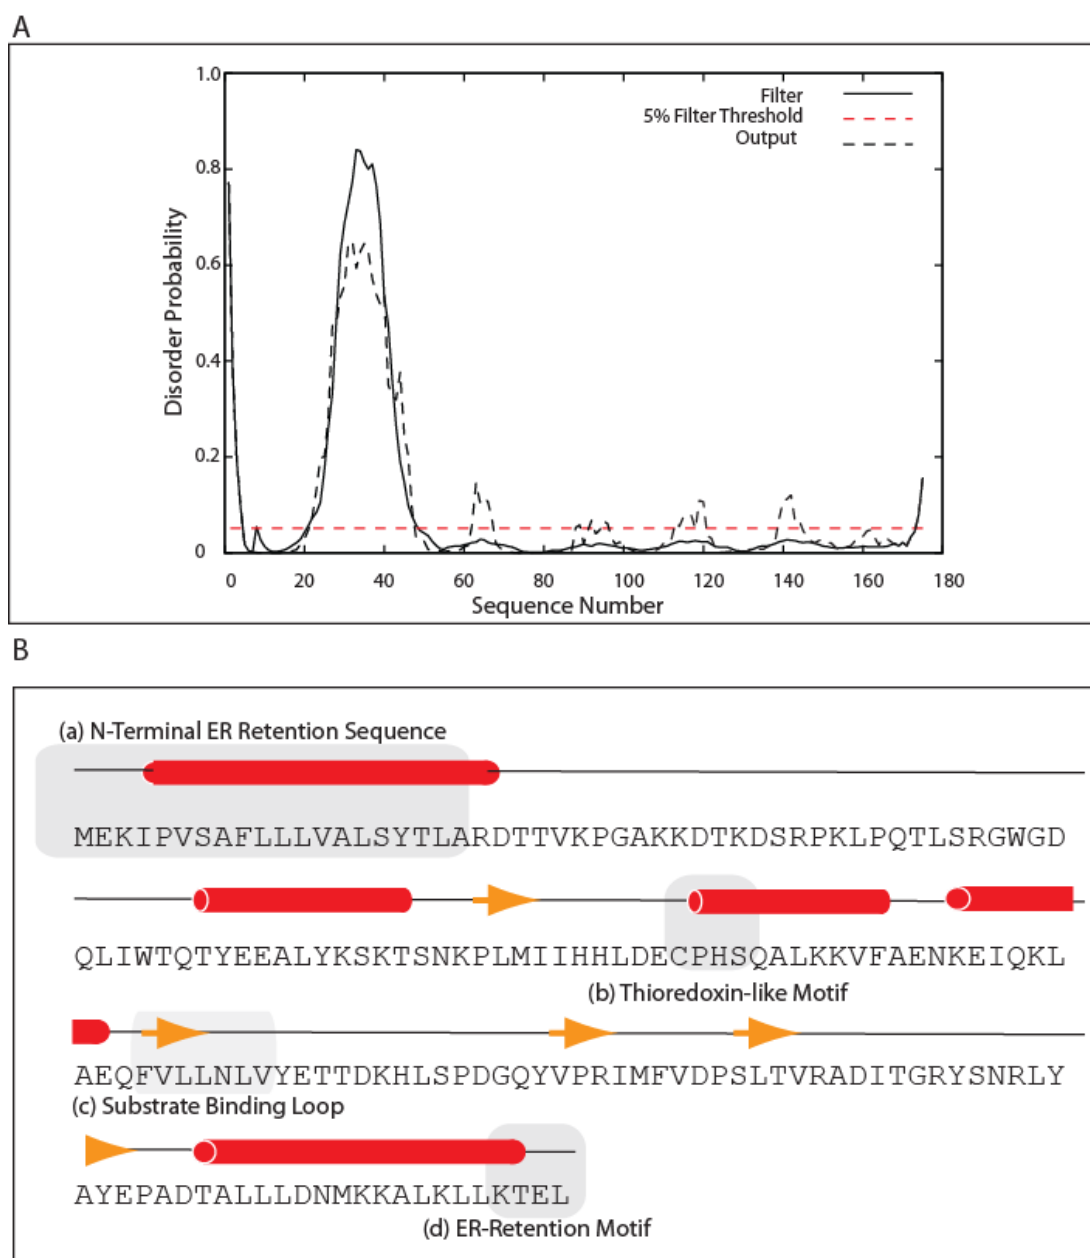 A
1.0
Filter
5% Filter Threshold
Output
0.8
0.6
0.4
0.2
0
Disorder Probability
0 20 40 60 80 100 120 140 160 180
Sequence Number
B
(a) N-Terminal ER Retention Sequence
MEKIPVSAFLLLVALSYTLARDTTVKPGAKKDTKDSRPKLPQTLSRGWGD
QLIWTQTYEEALYKSKTSNKPLMIIHHLDECPHSQALKKVFAENKEIQKL
(b) Thioredoxin-like Motif
AEQFVLLNLVYETTDKHLSPDGQYVPRIMFVDPSLTVRADITGRYSNRLY
(c) Substrate Binding Loop
AYEPADTALLLDNMKKALKLLKTEL
(d) ER-Retention Motif